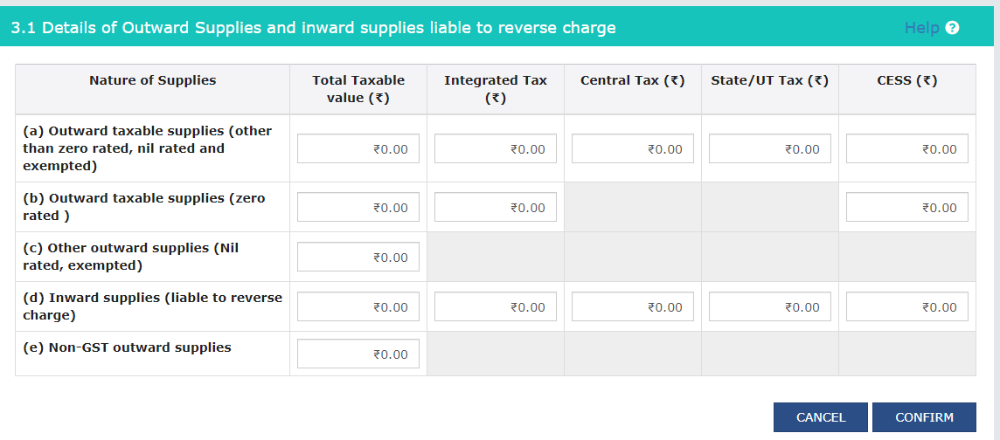 3.1 Details of Outward Supplies and inward supplies liable to reverse charge Help ?
Nature of Supplies Total Taxable value (₹) Integrated Tax (₹) Central Tax (₹) State/UT Tax (₹) CESS (₹)
(a) Outward taxable supplies (other
than zero rated, nil rated and
exempted)
₹0.00 ₹0.00 ₹0.00 ₹0.00 ₹0.00
(b) Outward taxable supplies (zero
rated )
₹0.00 ₹0.00 ₹0.00
(c) Other outward supplies (Nil
rated, exempted)
₹0.00
(d) Inward supplies (liable to reverse
charge)
₹0.00 ₹0.00 ₹0.00 ₹0.00 ₹0.00
(e) Non-GST outward supplies
₹0.00
CANCEL CONFIRM